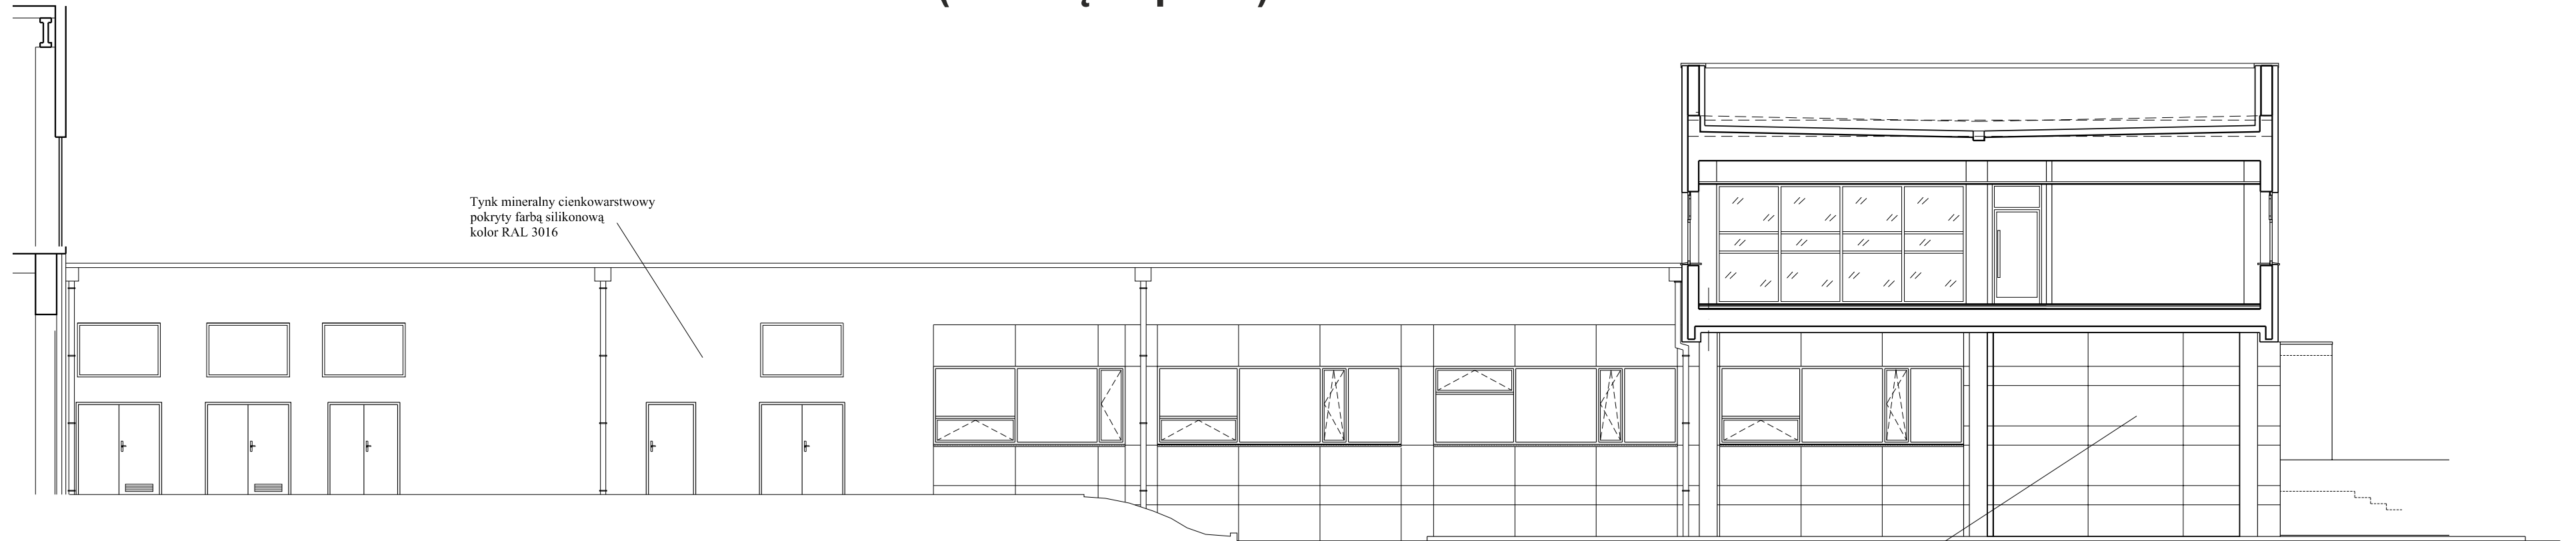 Tynk mineralny cienkowarstwowy
pokryty farbą silikonową
kolor RAL 3016